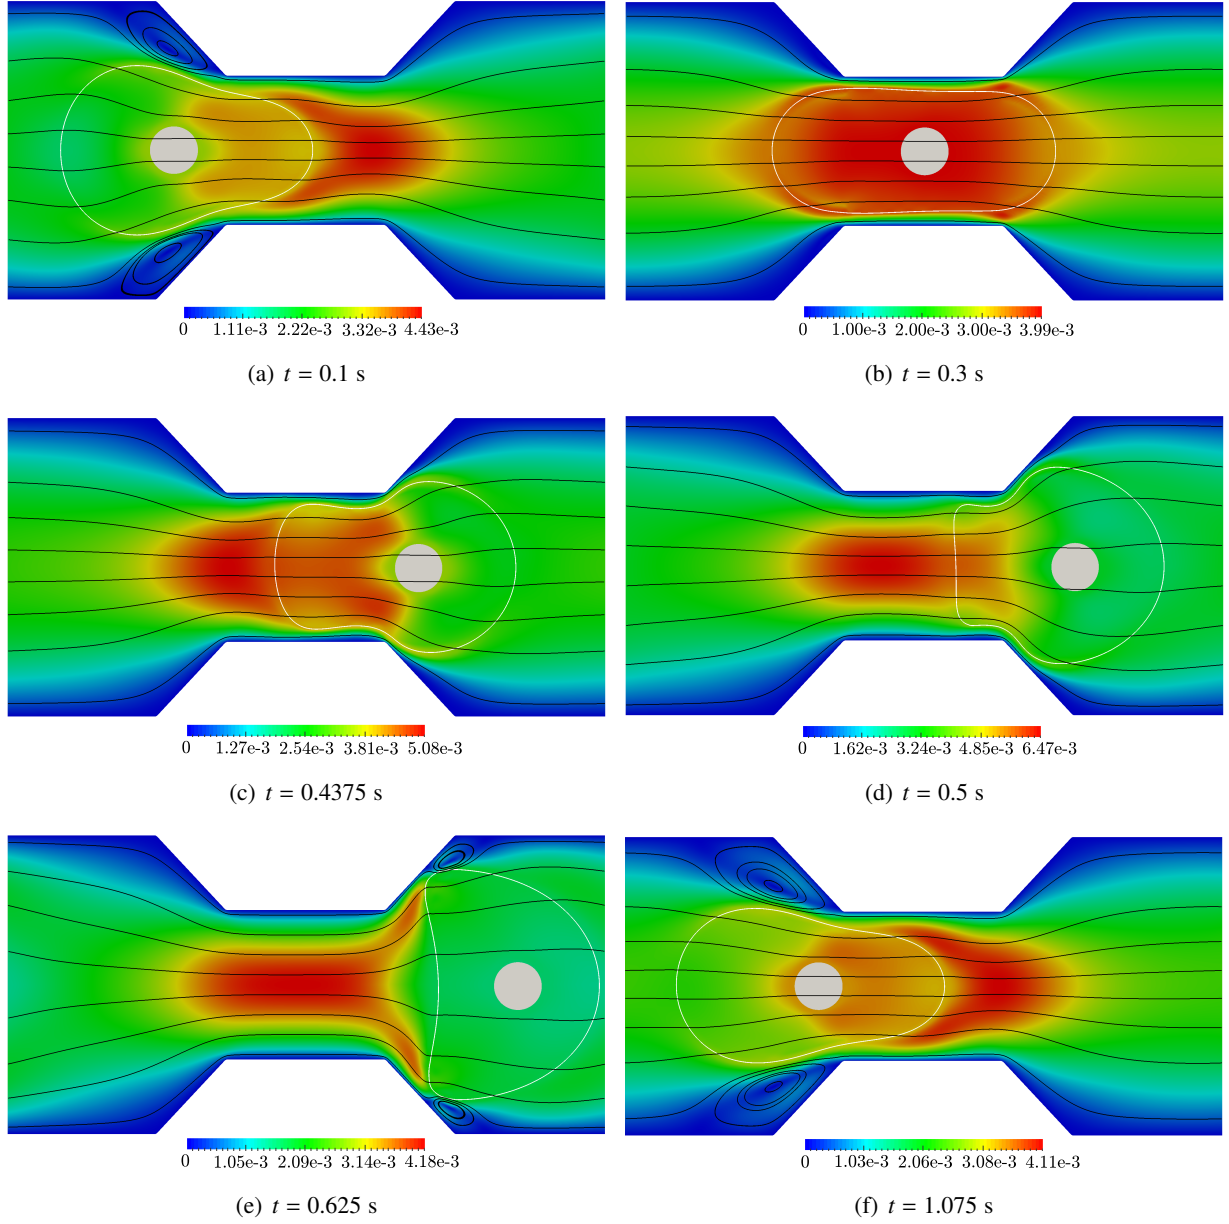 0 1.11e-3 2.22e-3 3.32e-3 4.43e-3
(a) t = 0.1 s
0 1.00e-3 2.00e-3 3.00e-3 3.99e-3
(b) t = 0.3 s
0 1.27e-3 2.54e-3 3.81e-3 5.08e-3
(c) t = 0.4375 s
0 1.62e-3 3.24e-3 4.85e-3 6.47e-3
(d) t = 0.5 s
0 1.05e-3 2.09e-3 3.14e-3 4.18e-3
(e) t = 0.625 s
0 1.03e-3 2.06e-3 3.08e-3 4.11e-3
(f) t = 1.075 s